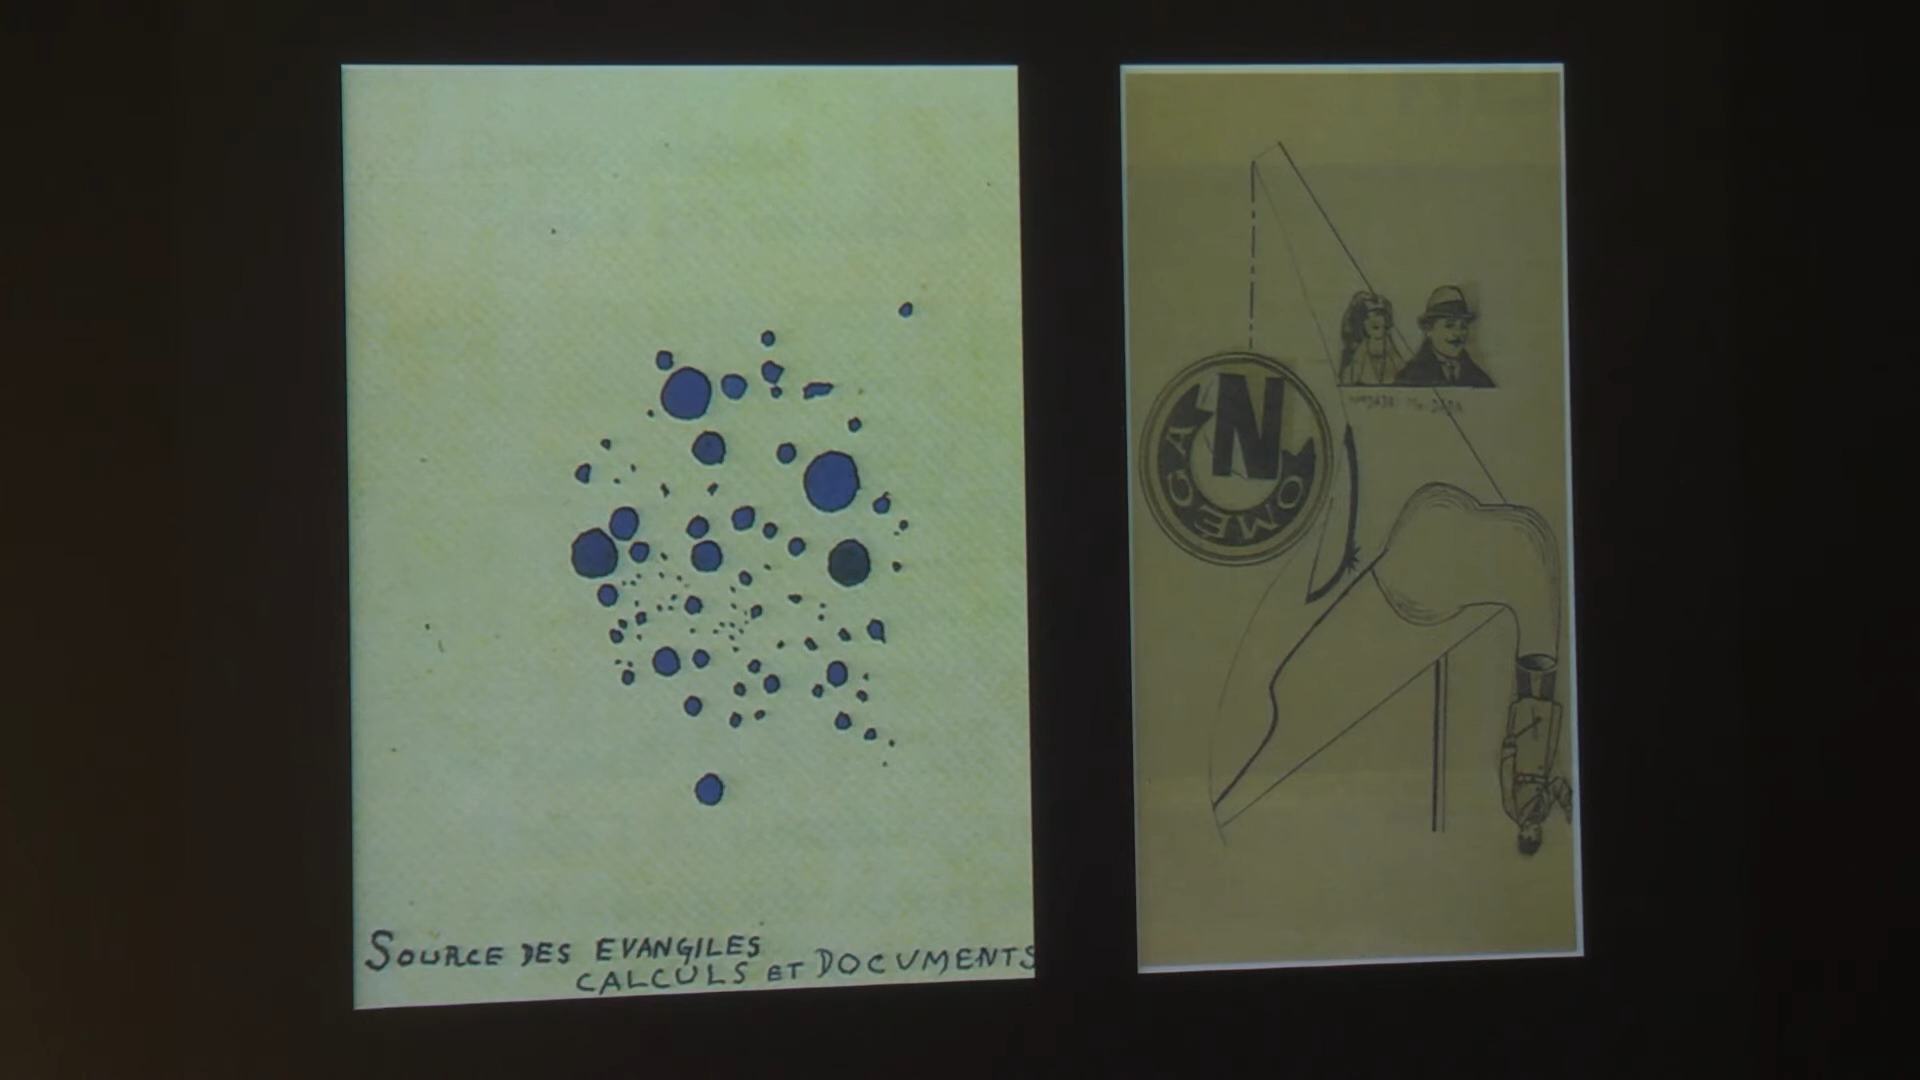 SOURCE DES EVANGILES
CALCULS ET DOCUMENTS
N
OMEGA